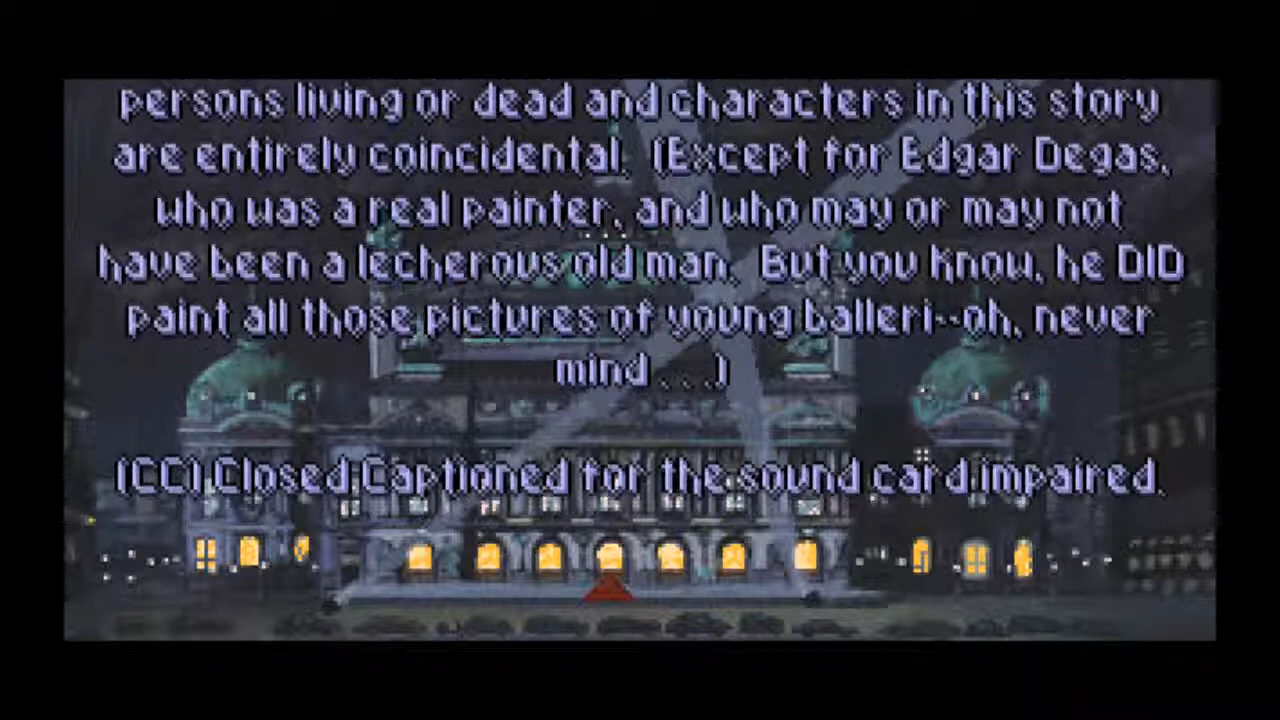 persons living or dead and characters in this story
are entirely coincidental. (Except for Edgar Degas,
who was a real painter, and who may or may not
have been a lecherous old man. But you know, he DID
paint all those pictures of young balleri--oh, never
mind . . .)
(CC) Closed Captioned for the sound card impaired.